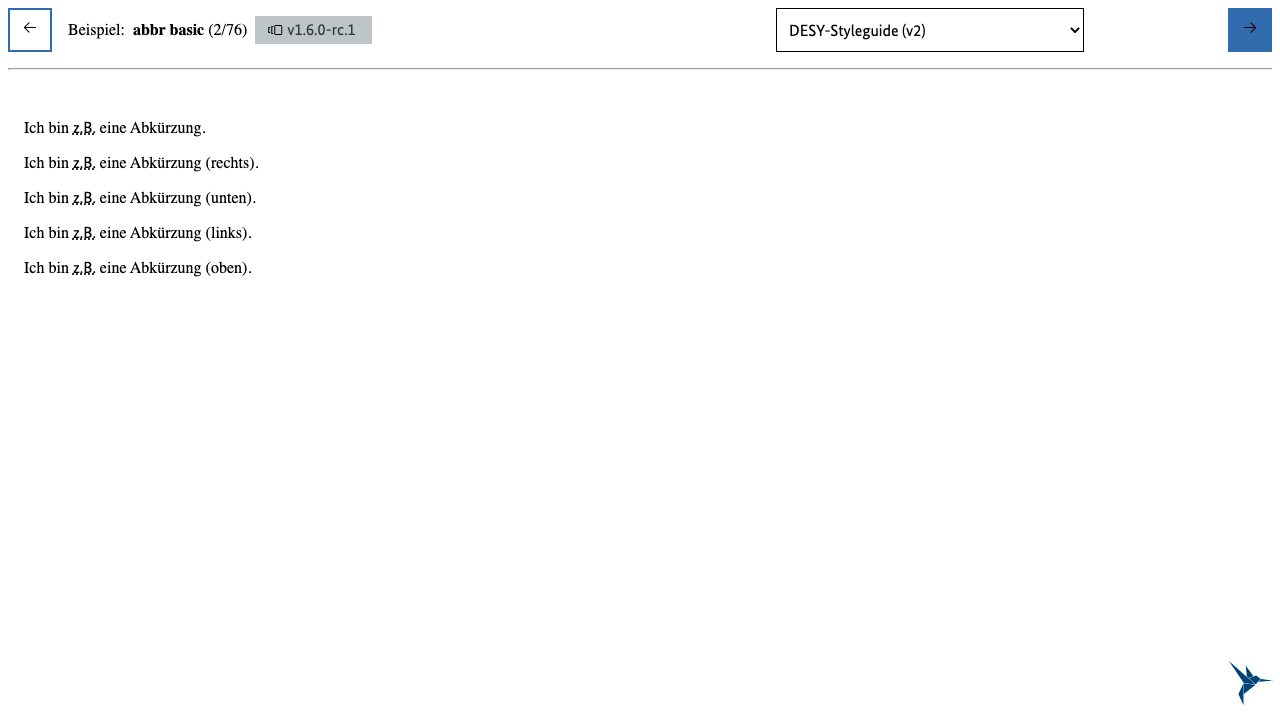 Beispiel: abbr basic (2/76) v1.6.0-rc.1 DESY-Styleguide (v2)
Ich bin z.B. eine Abkürzung.
Ich bin z.B. eine Abkürzung (rechts).
Ich bin z.B. eine Abkürzung (unten).
Ich bin z.B. eine Abkürzung (links).
Ich bin z.B. eine Abkürzung (oben).